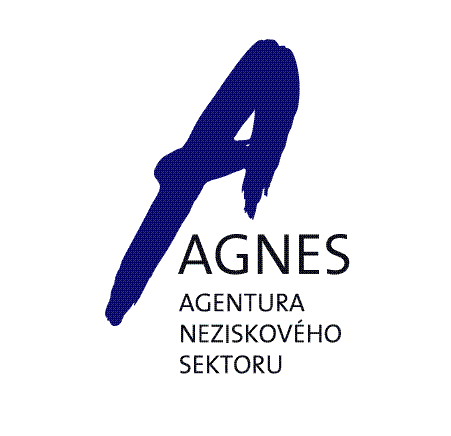 A
AGNES
AGENTURA
NEZISKOVÉHO
SEKTORU